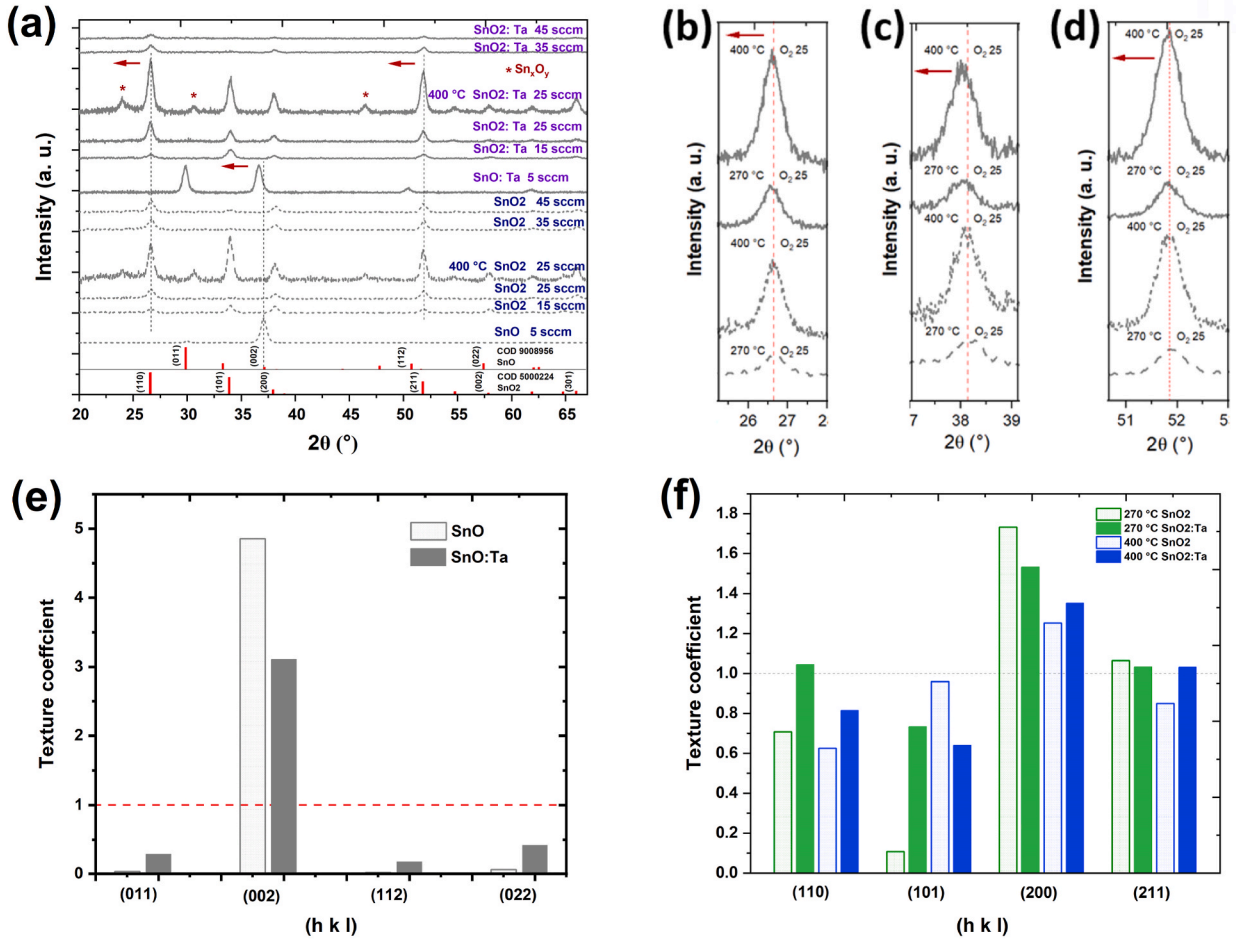 (a)
SnO2: Ta 45 sccm
SnO2: Ta 35 sccm
* SnxOy
*
*
*
400 °C SnO2: Ta 25 sccm
SnO2: Ta 25 sccm
SnO2: Ta 15 sccm
SnO: Ta 5 sccm
SnO2 45 sccm
SnO2 35 sccm
400 °C SnO2 25 sccm
SnO2 25 sccm
SnO2 15 sccm
SnO 5 sccm
(011)
(002)
(112)
(022)
COD 9008956
SnO
(110)
(101)
(200)
(211)
(002)
(301)
COD 5000224
SnO2
Intensity (a. u.)
20 25 30 35 40 45 50 55 60 65
2θ (°)
(b)
400 °C O2 25
270 °C O2 25
400 °C O2 25
270 °C O2 25
Intensity (a. u.)
26 27 2
2θ (°)
(c)
400 °C O2 25
270 °C O2 25
400 °C O2 25
270 °C O2 25
Intensity (a. u.)
7 38 39
2θ (°)
(d)
400 °C O2 25
270 °C O2 25
400 °C O2 25
270 °C O2 25
Intensity (a. u.)
51 52 5
2θ (°)
(e)
SnO
SnO:Ta
Texture coeffcient
5
4
3
2
1
0
(011) (002) (112) (022)
(h k l)
(f)
270 °C SnO2
270 °C SnO2:Ta
400 °C SnO2
400 °C SnO2:Ta
Texture coefficient
1.8
1.6
1.4
1.2
1.0
0.8
0.6
0.4
0.2
0.0
(110) (101) (200) (211)
(h k l)